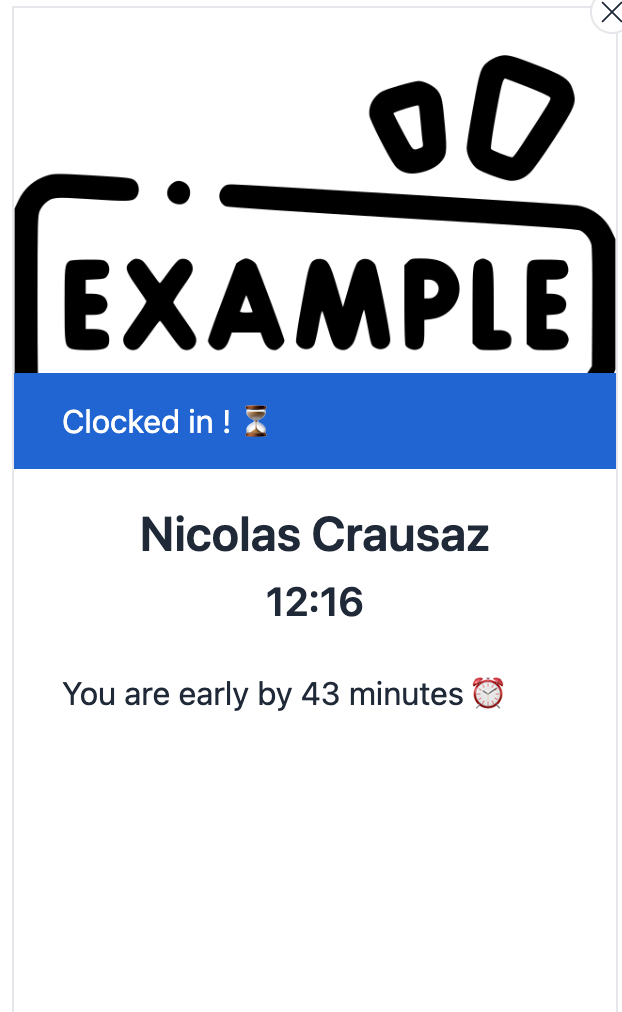 EXAMPLE
Clocked in ! ⏳
Nicolas Crausaz
12:16
You are early by 43 minutes ⏰